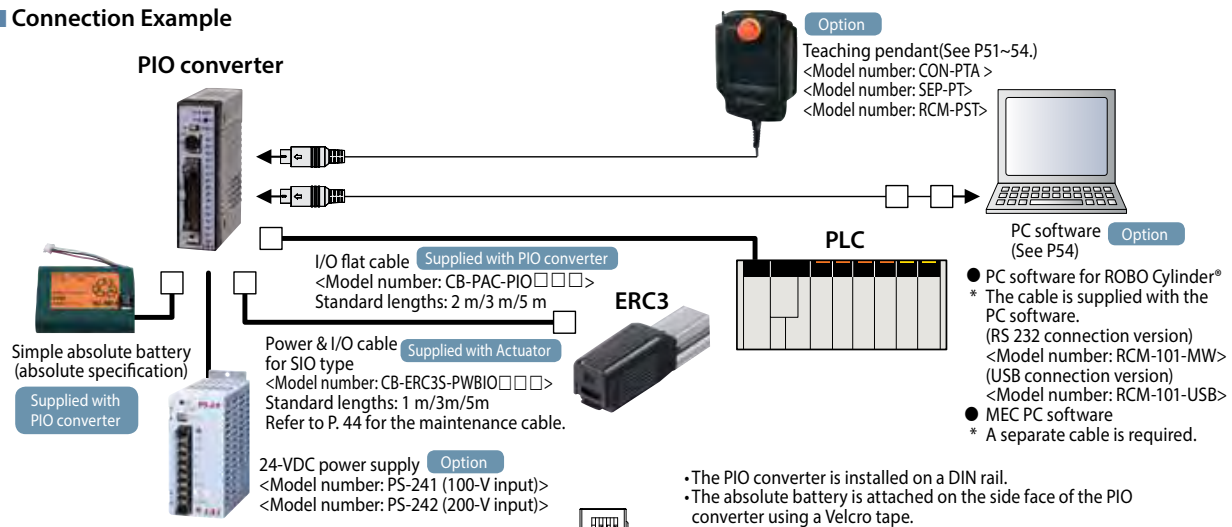 Connection Example
PIO converter
Option
Teaching pendant(See P51~54.)
<Model number: CON-PTA >
<Model number: SEP-PT>
<Model number: RCM-PST>
PC software Option
(See P54)
● PC software for ROBO Cylinder®
* The cable is supplied with the
PC software.
(RS 232 connection version)
<Model number: RCM-101-MW>
(USB connection version)
<Model number: RCM-101-USB>
● MEC PC software
* A separate cable is required.
PLC
I/O flat cable Supplied with PIO converter
<Model number: CB-PAC-PIO□□□>
Standard lengths: 2 m/3 m/5 m
ERC3
Simple absolute battery
(absolute specification)
Supplied with
PIO converter
Power & I/O cable Supplied with Actuator
for SIO type
<Model number: CB-ERC3S-PWBIO□□□>
Standard lengths: 1 m/3m/5m
Refer to P. 44 for the maintenance cable.
PS-24
24-VDC power supply Option
<Model number: PS-241 (100-V input)>
<Model number: PS-242 (200-V input)>
•The PIO converter is installed on a DIN rail.
•The absolute battery is attached on the side face of the PIO
converter using a Velcro tape.